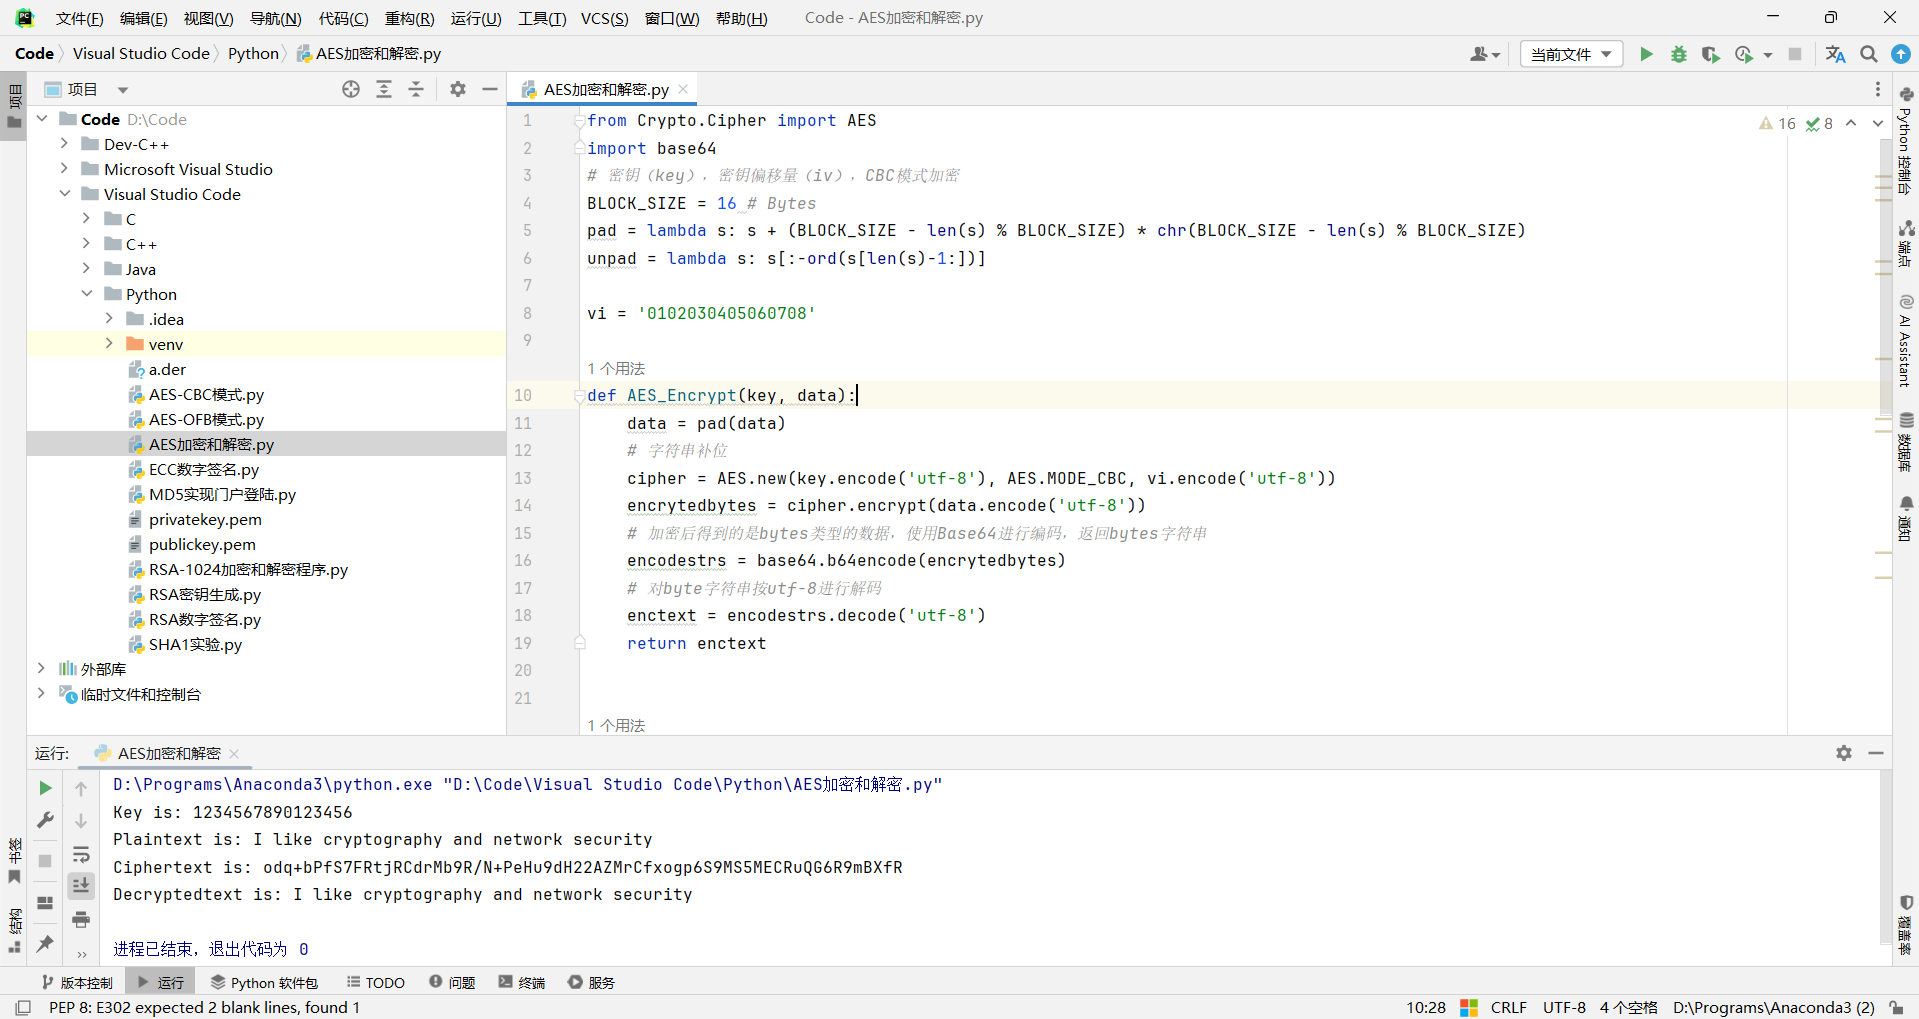 文件(F) 编辑(E) 视图(V) 导航(N) 代码(C) 重构(R) 运行(U) 工具(T) VCS(S) 窗口(W) 帮助(H) Code - AES加密和解密.py
Code Visual Studio Code Python AES加密和解密.py
当前文件
项目
项目
Code D:\Code
Dev-C++
Microsoft Visual Studio
Visual Studio Code
C
C++
Java
Python
.idea
venv
a.der
AES-CBC模式.py
AES-OFB模式.py
AES加密和解密.py
ECC数字签名.py
MD5实现门户登陆.py
privatekey.pem
publickey.pem
RSA-1024加密和解密程序.py
RSA密钥生成.py
RSA数字签名.py
SHA1实验.py
外部库
临时文件和控制台
AES加密和解密.py
16 8
1 from Crypto.Cipher import AES
2 import base64
3 # 密钥（key），密钥偏移量（iv），CBC模式加密
4 BLOCK_SIZE = 16 # Bytes
5 pad = lambda s: s + (BLOCK_SIZE - len(s) % BLOCK_SIZE) * chr(BLOCK_SIZE - len(s) % BLOCK_SIZE)
6 unpad = lambda s: s[:-ord(s[len(s)-1:])]
7
8 vi = '0102030405060708'
9
1 个用法
10 def AES_Encrypt(key, data):
11 data = pad(data)
12 # 字符串补位
13 cipher = AES.new(key.encode('utf-8'), AES.MODE_CBC, vi.encode('utf-8'))
14 encrytedbytes = cipher.encrypt(data.encode('utf-8'))
15 # 加密后得到的是bytes类型的数据，使用Base64进行编码，返回bytes字符串
16 encodestrs = base64.b64encode(encrytedbytes)
17 # 对byte字符串按utf-8进行解码
18 enctext = encodestrs.decode('utf-8')
19 return enctext
20
21
1 个用法
Python 控制台
端点
AI Assistant
数据库
通知
覆盖率
书签
结构
运行: AES加密和解密
D:\Programs\Anaconda3\python.exe "D:\Code\Visual Studio Code\Python\AES加密和解密.py"
Key is: 1234567890123456
Plaintext is: I like cryptography and network security
Ciphertext is: odq+bPfS7FRtjRCdrMb9R/N+PeHu9dH22AZMrCfxogp6S9MS5MECRuQG6R9mBXfR
Decryptedtext is: I like cryptography and network security
进程已结束，退出代码为 0
版本控制 运行 Python 软件包 TODO 问题 终端 服务
PEP 8: E302 expected 2 blank lines, found 1
10:28 CRLF UTF-8 4 个空格 D:\Programs\Anaconda3 (2)